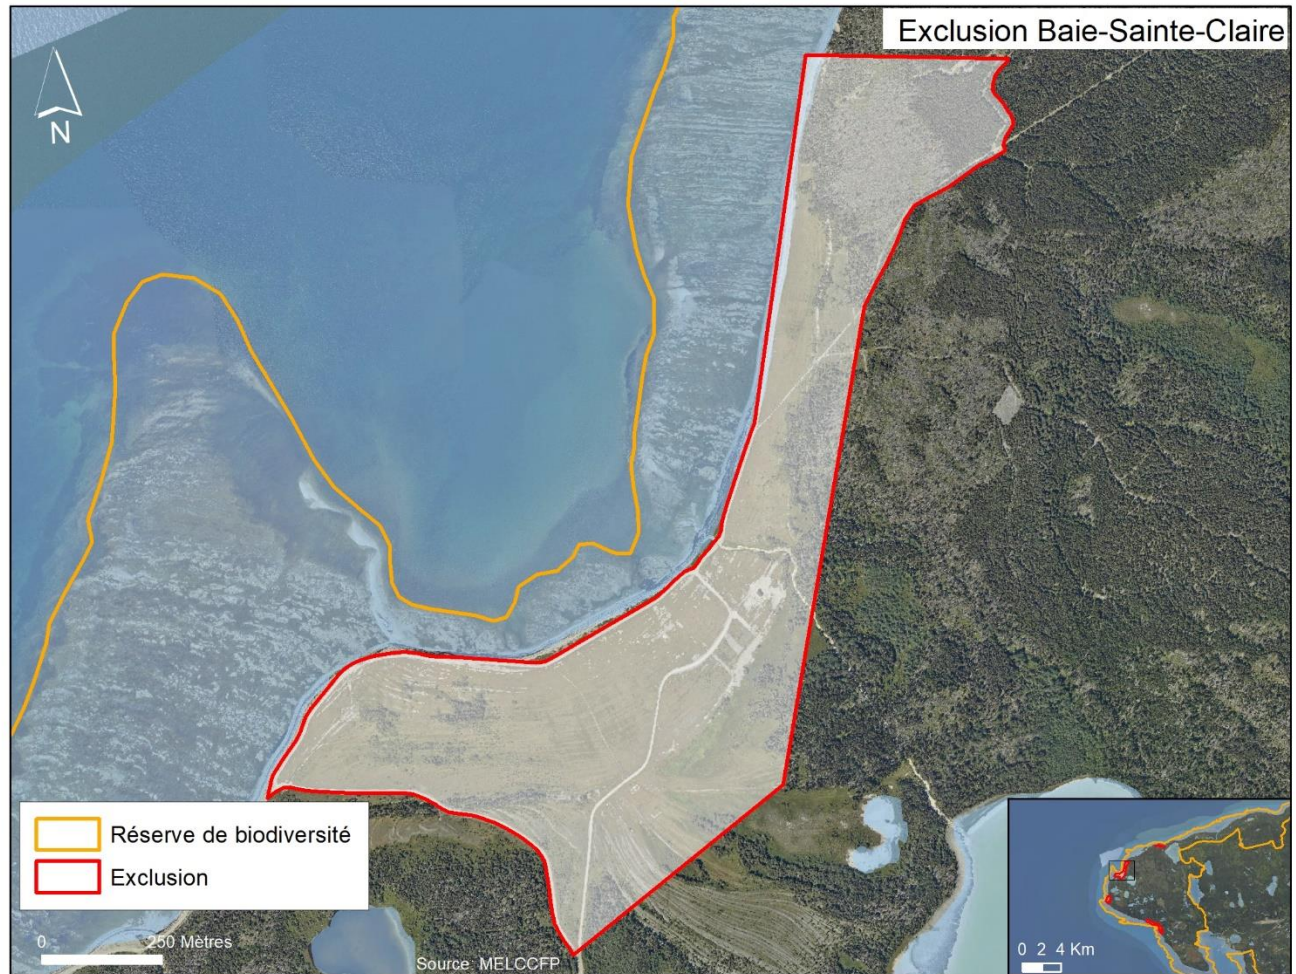 Exclusion Baie-Sainte-Claire
N
Réserve de biodiversité
Exclusion
0 250 Mètres
Source: MELCCFP
0 2 4 Km